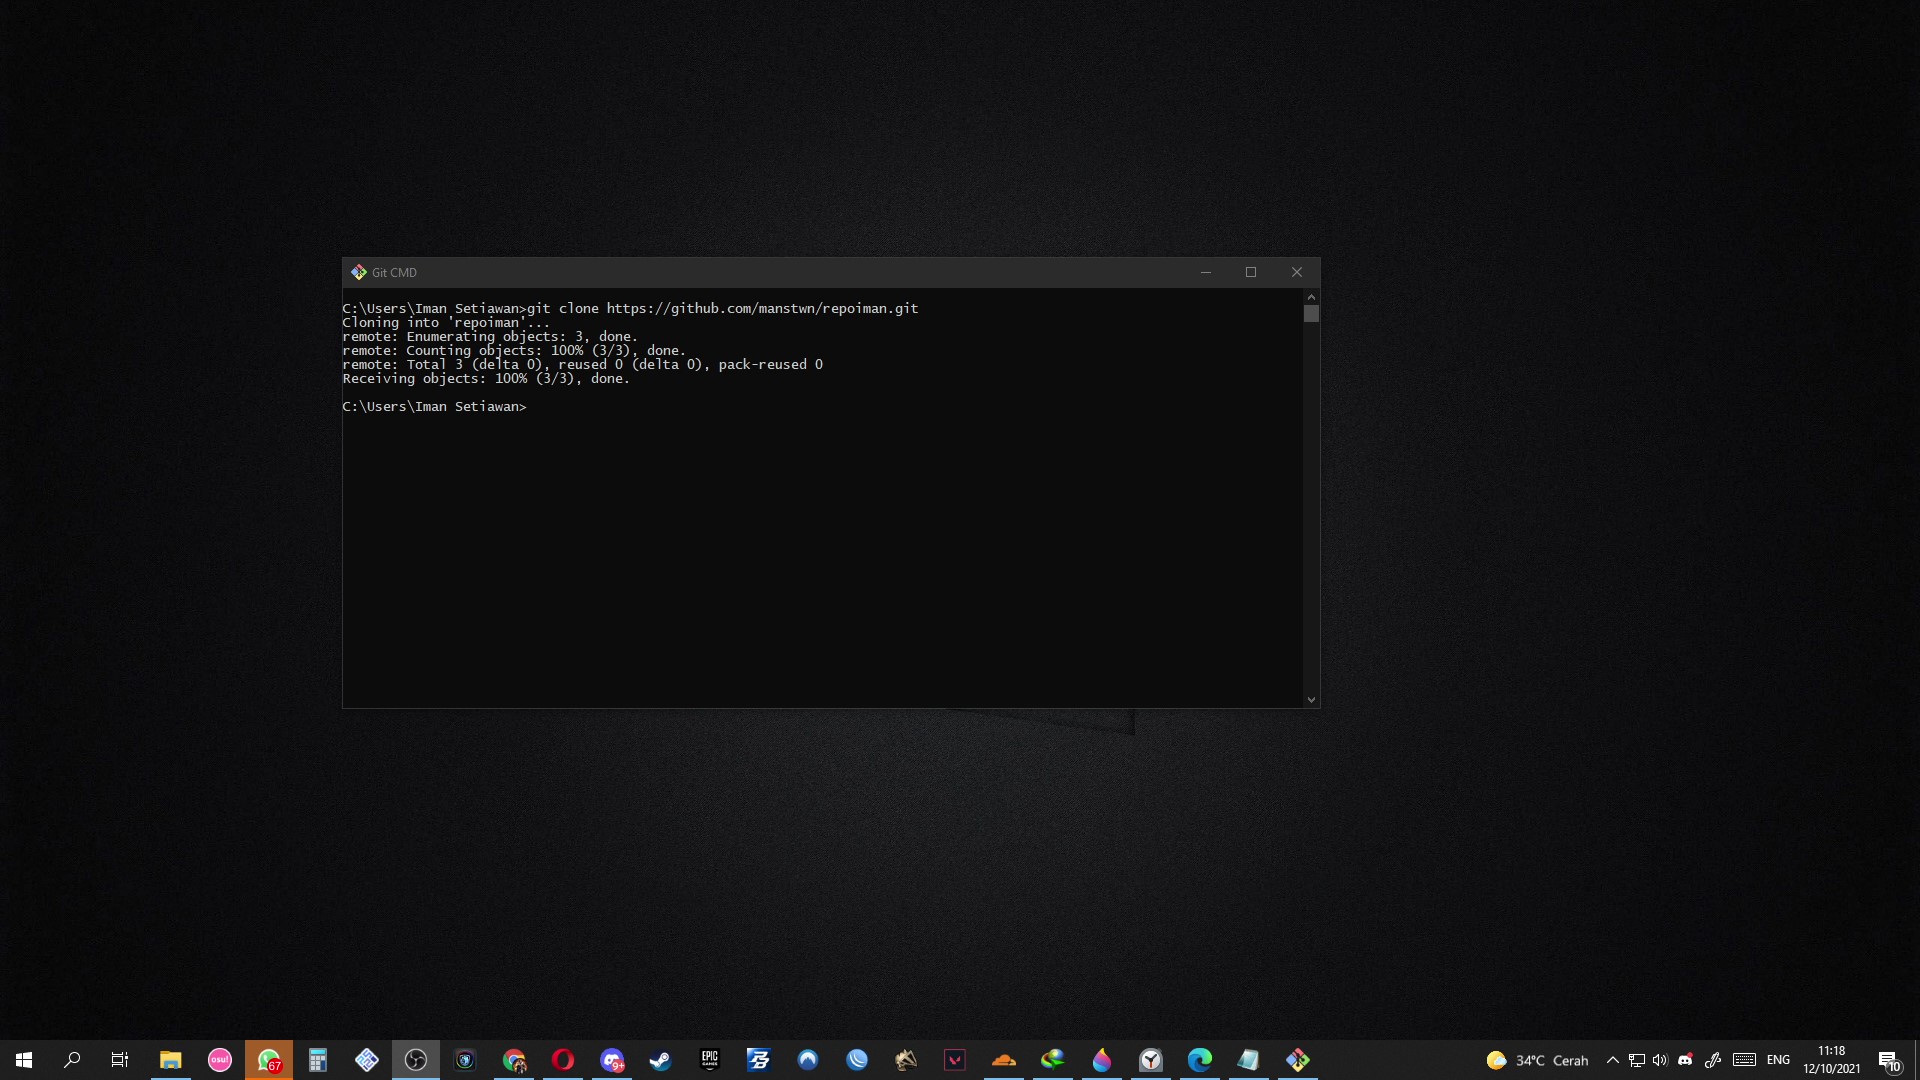 Git CMD
C:\Users\Iman Setiawan>git clone https://github.com/manstwn/repoiman.git
Cloning into 'repoiman'...
remote: Enumerating objects: 3, done.
remote: Counting objects: 100% (3/3), done.
remote: Total 3 (delta 0), reused 0 (delta 0), pack-reused 0
Receiving objects: 100% (3/3), done.
C:\Users\Iman Setiawan>
osu!
67
9+
EPIC
GAMES
34°C Cerah
ENG
11:18
12/10/2021
10